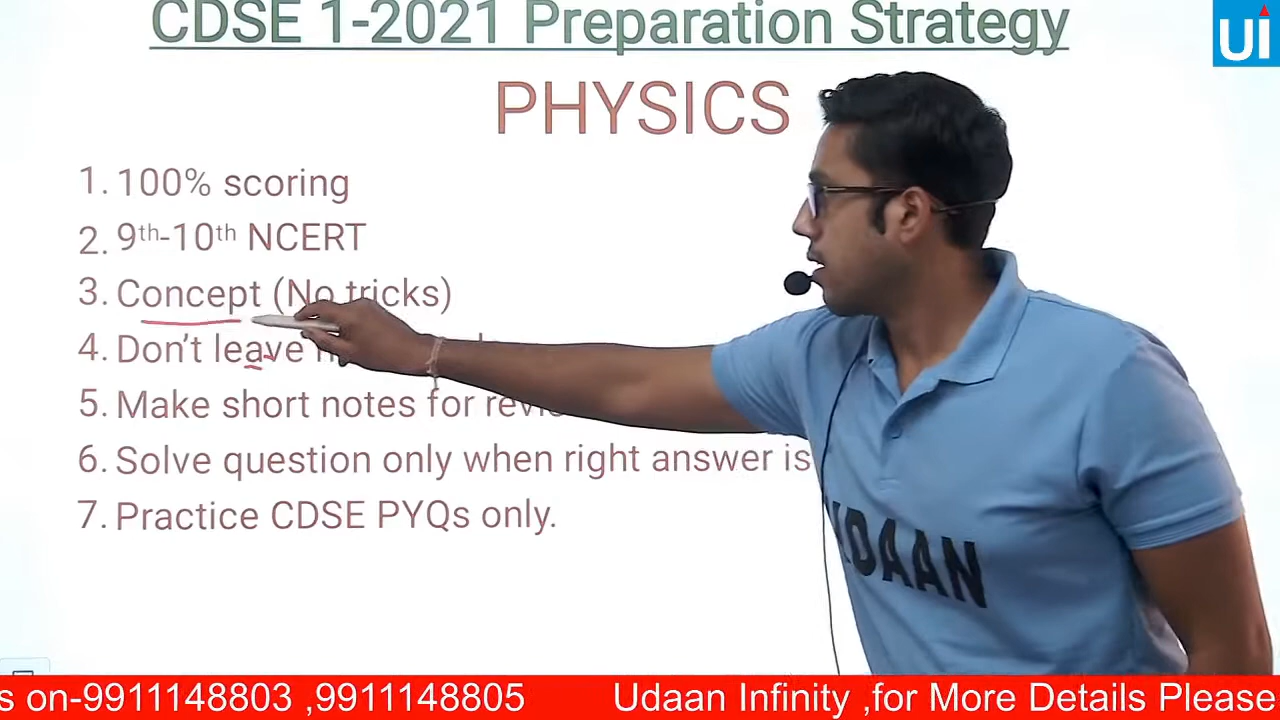 CDSE 1-2021 Preparation Strategy
UI
PHYSICS
1. 100% scoring
2. 9th-10th NCERT
3. Concept (No tricks)
4. Don't leave
5. Make short notes for
6. Solve question only when right answer is
7. Practice CDSE PYQs only.
UDAAN
s on-9911148803 ,9911148805 Udaan Infinity ,for More Details Please